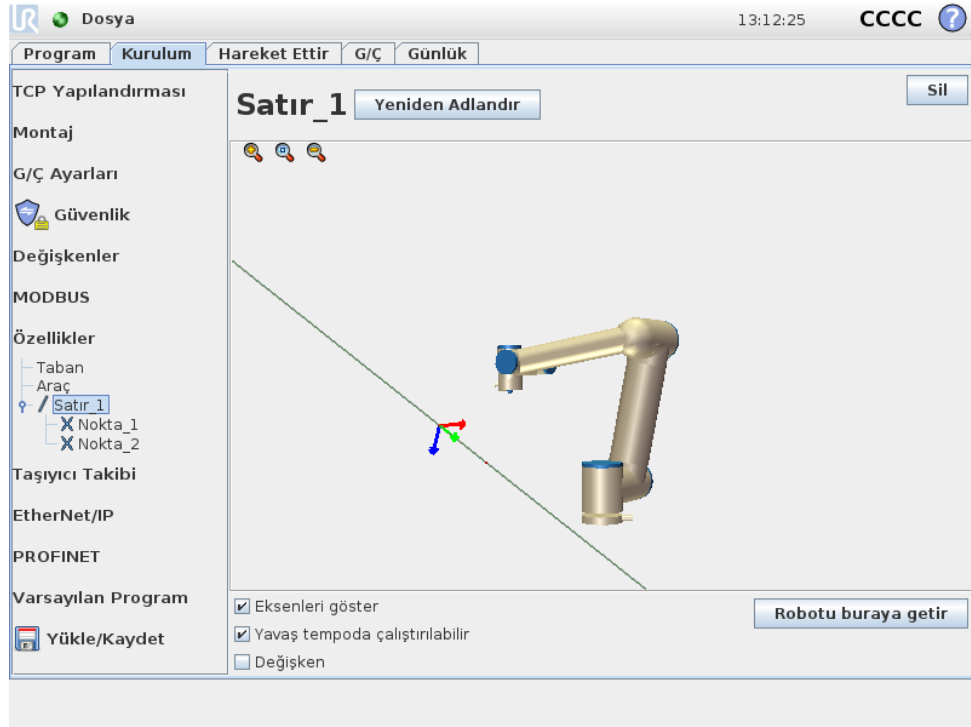 UR Dosya 13:12:25 CCCC ?
Program Kurulum Hareket Ettir G/Ç Günlük
TCP Yapılandırması
Montaj
G/Ç Ayarları
Güvenlik
Değişkenler
MODBUS
Özellikler
Taban
Araç
Satır_1
Nokta_1
Nokta_2
Taşıyıcı Takibi
EtherNet/IP
PROFINET
Varsayılan Program
Yükle/Kaydet
Satır_1 Yeniden Adlandır Sil
Eksenleri göster
Yavaş tempoda çalıştırılabilir
Değişken
Robotu buraya getir